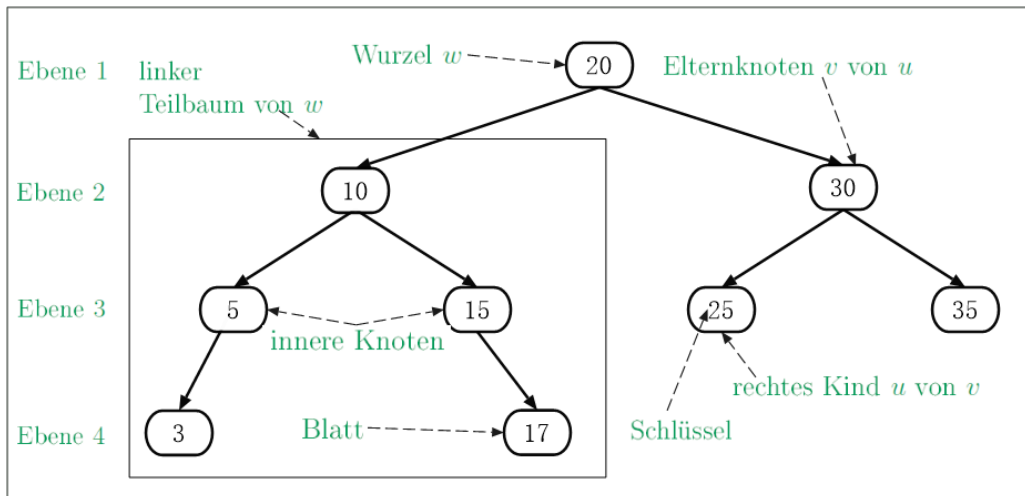 Wurzel w
20
Elternknoten v von u
Ebene 1
linker
Teilbaum von w
Ebene 2
10
30
Ebene 3
5
15
25
35
innere Knoten
rechtes Kind u von v
Ebene 4
3
Blatt
17
Schlüssel